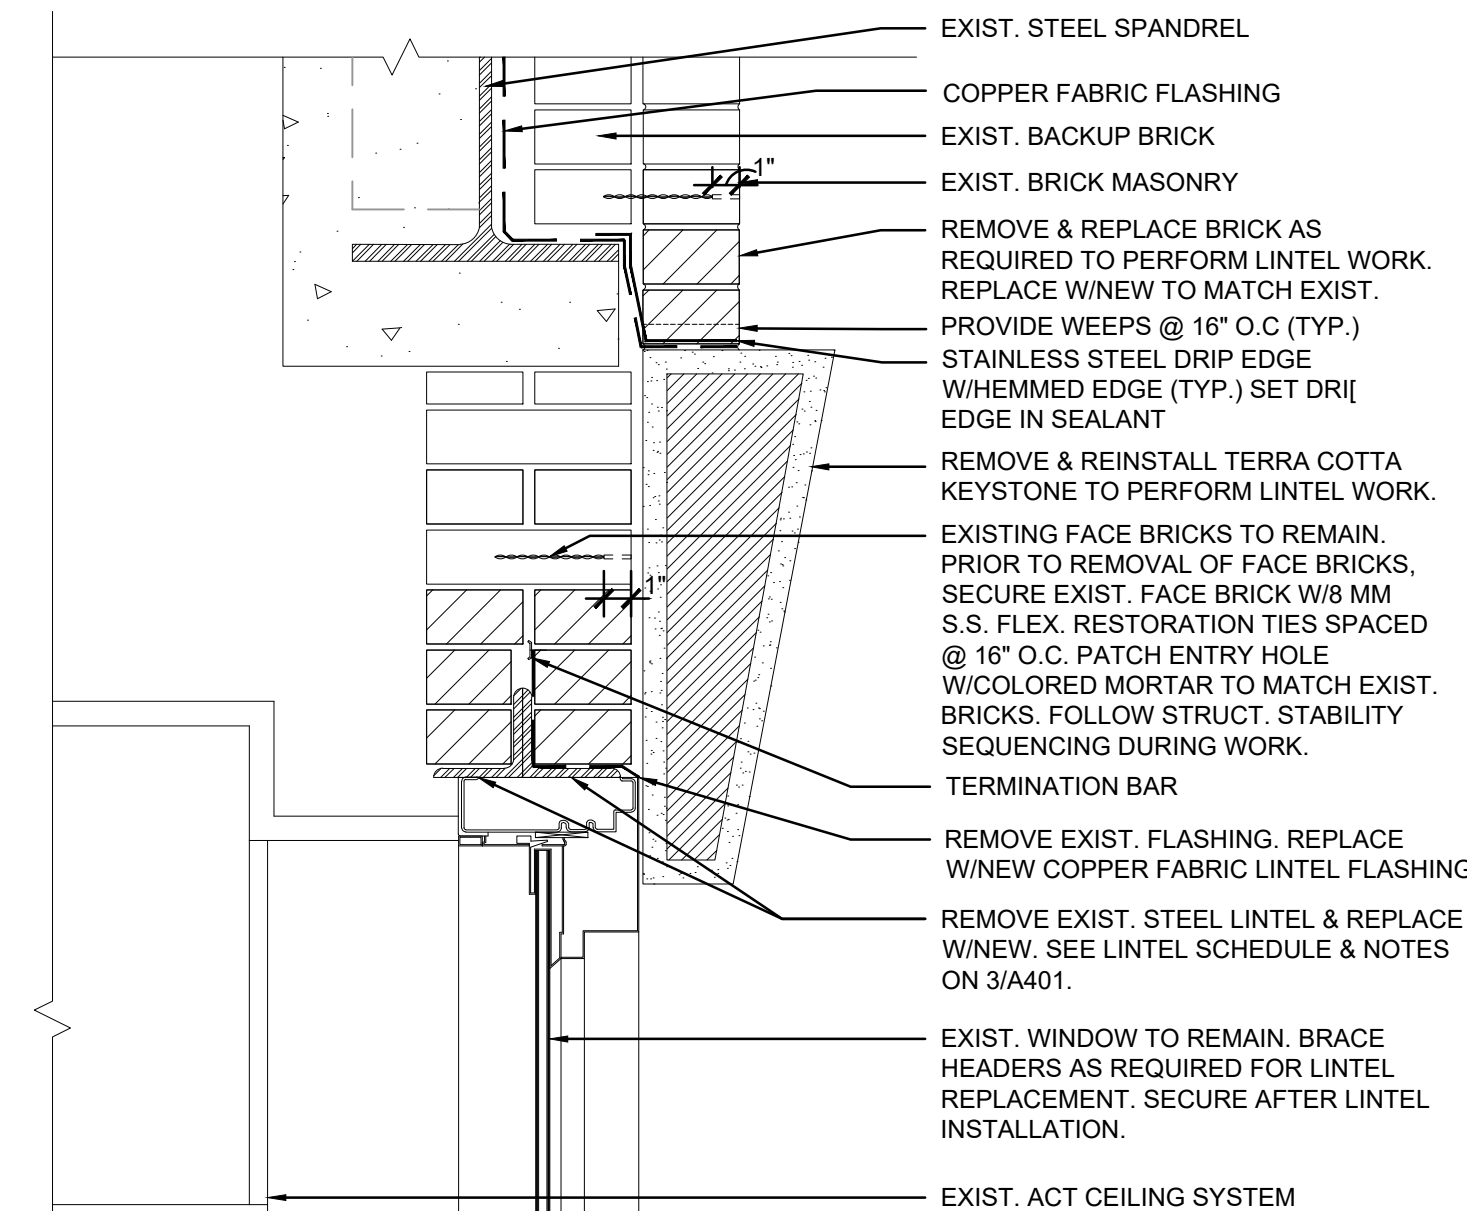 EXIST. STEEL SPANDREL
COPPER FABRIC FLASHING
EXIST. BACKUP BRICK
1"
EXIST. BRICK MASONRY
REMOVE & REPLACE BRICK AS
REQUIRED TO PERFORM LINTEL WORK.
REPLACE W/NEW TO MATCH EXIST.
PROVIDE WEEPS @ 16" O.C (TYP.)
STAINLESS STEEL DRIP EDGE
W/HEMMED EDGE (TYP.) SET DRI[
EDGE IN SEALANT
REMOVE & REINSTALL TERRA COTTA
KEYSTONE TO PERFORM LINTEL WORK.
EXISTING FACE BRICKS TO REMAIN.
PRIOR TO REMOVAL OF FACE BRICKS,
SECURE EXIST. FACE BRICK W/8 MM
S.S. FLEX. RESTORATION TIES SPACED
@ 16" O.C. PATCH ENTRY HOLE
W/COLORED MORTAR TO MATCH EXIST.
BRICKS. FOLLOW STRUCT. STABILITY
SEQUENCING DURING WORK.
1"
TERMINATION BAR
REMOVE EXIST. FLASHING. REPLACE
W/NEW COPPER FABRIC LINTEL FLASHING
REMOVE EXIST. STEEL LINTEL & REPLACE
W/NEW. SEE LINTEL SCHEDULE & NOTES
ON 3/A401.
EXIST. WINDOW TO REMAIN. BRACE
HEADERS AS REQUIRED FOR LINTEL
REPLACEMENT. SECURE AFTER LINTEL
INSTALLATION.
EXIST. ACT CEILING SYSTEM